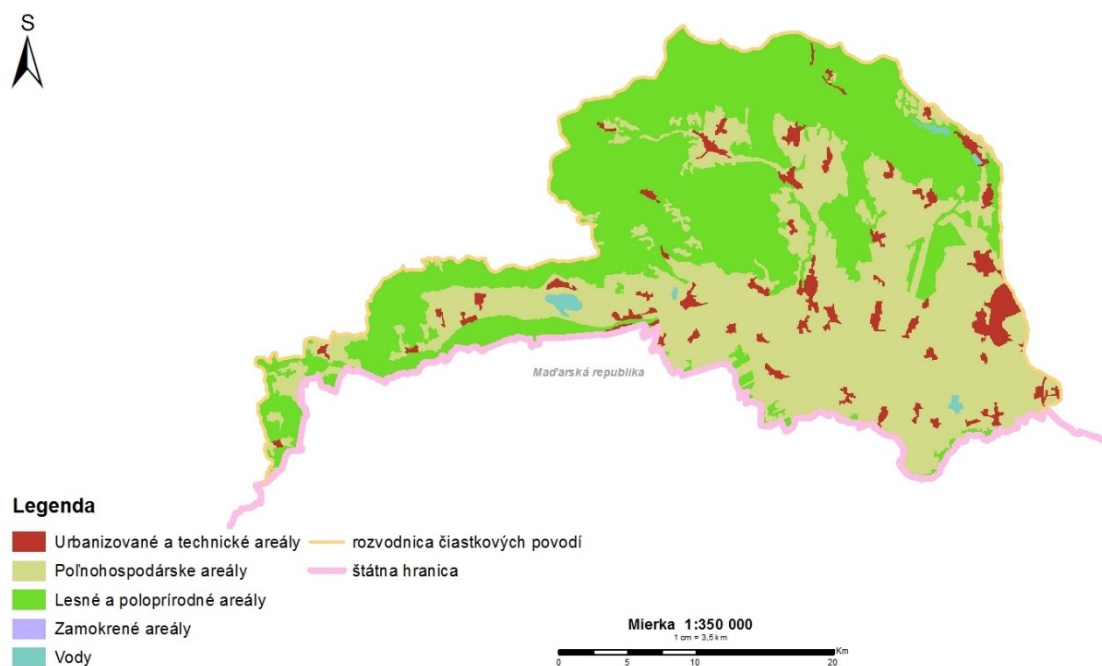 S
Maďarská republika
Legenda
Urbanizované a technické areály
Poľnohospodárske areály
Lesné a poloprírodné areály
Zamokrené areály
Vody
rozvodnica čiastkových povodí
štátna hranica
Mierka 1:350 000
1 cm = 3,5 km
Km
0 5 10 20